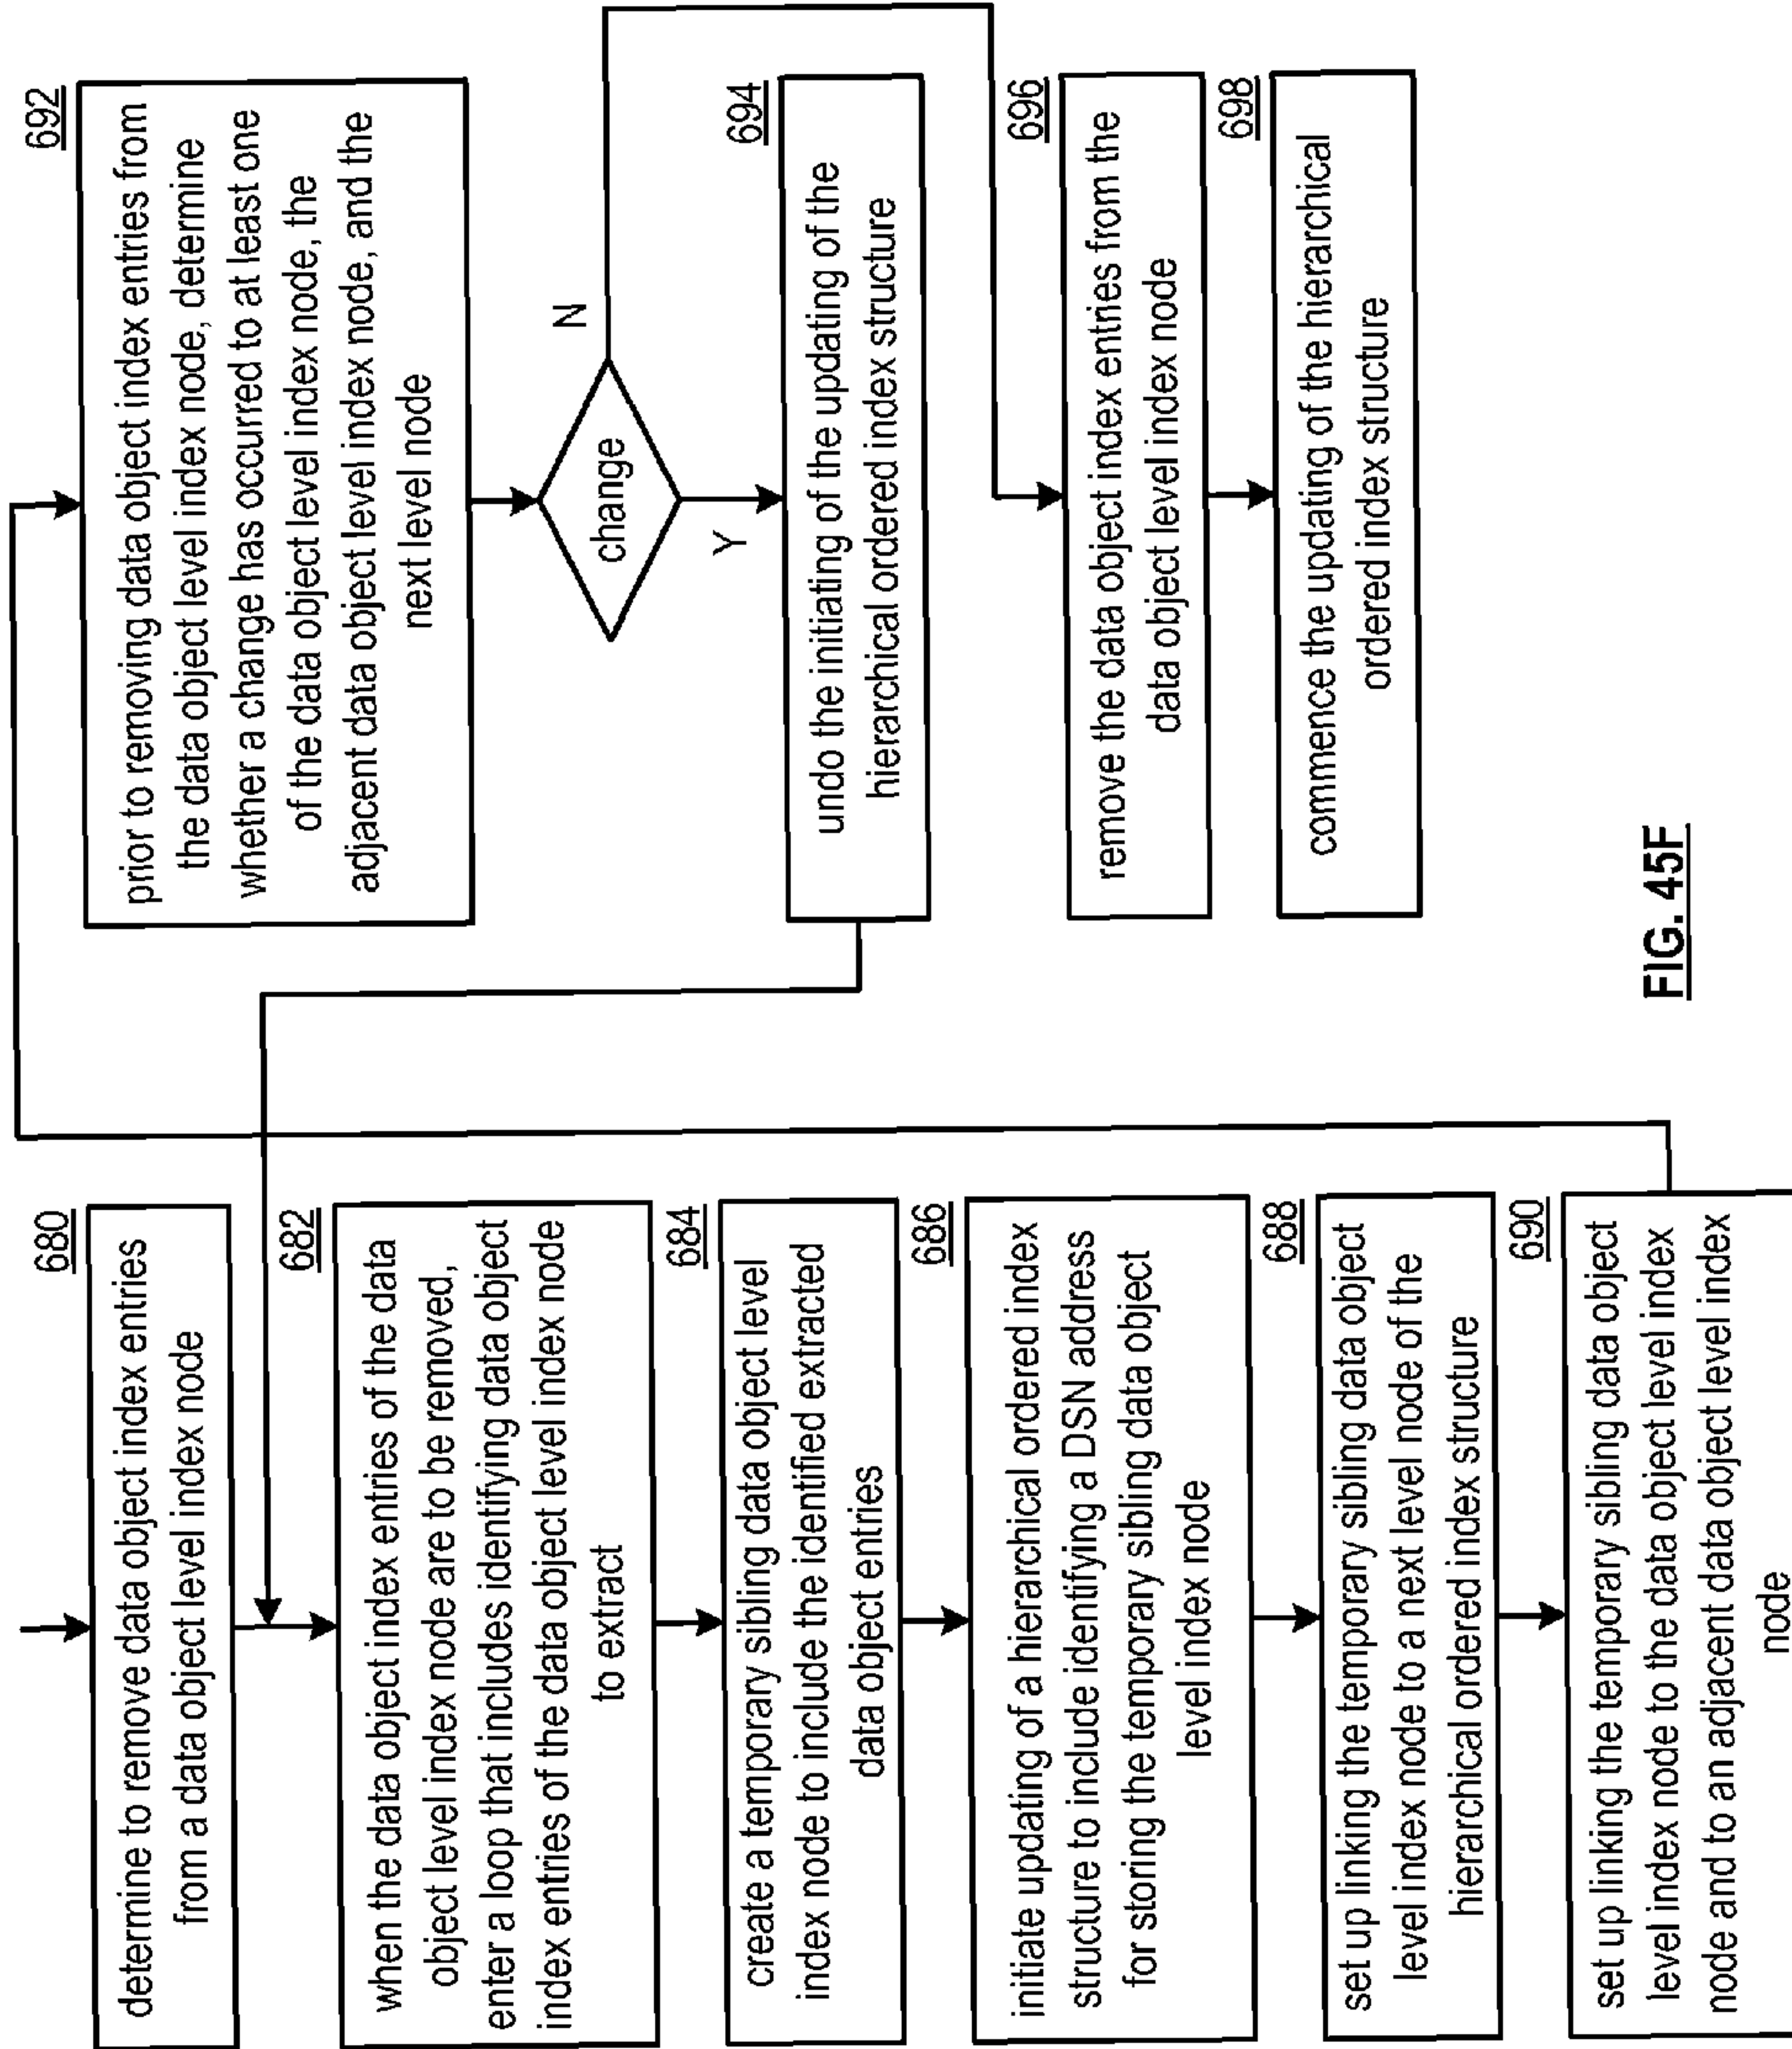 680
determine to remove data object index entries
from a data object level index node
682
when the data object index entries of the data
object level index node are to be removed,
enter a loop that includes identifying data object
index entries of the data object level index node
to extract
684
create a temporary sibling data object level
index node to include the identified extracted
data object entries
686
initiate updating of a hierarchical ordered index
structure to include identifying a DSN address
for storing the temporary sibling data object
level index node
688
set up linking the temporary sibling data object
level index node to a next level node of the
hierarchical ordered index structure
690
set up linking the temporary sibling data object
level index node to the data object level index
node and to an adjacent data object level index
node
692
prior to removing data object index entries from
the data object level index node, determine
whether a change has occurred to at least one
of the data object level index node, the
adjacent data object level index node, and the
next level node
change
N
Y
694
undo the initiating of the updating of the
hierarchical ordered index structure
696
remove the data object index entries from the
data object level index node
698
commence the updating of the hierarchical
ordered index structure
FIG. 45F